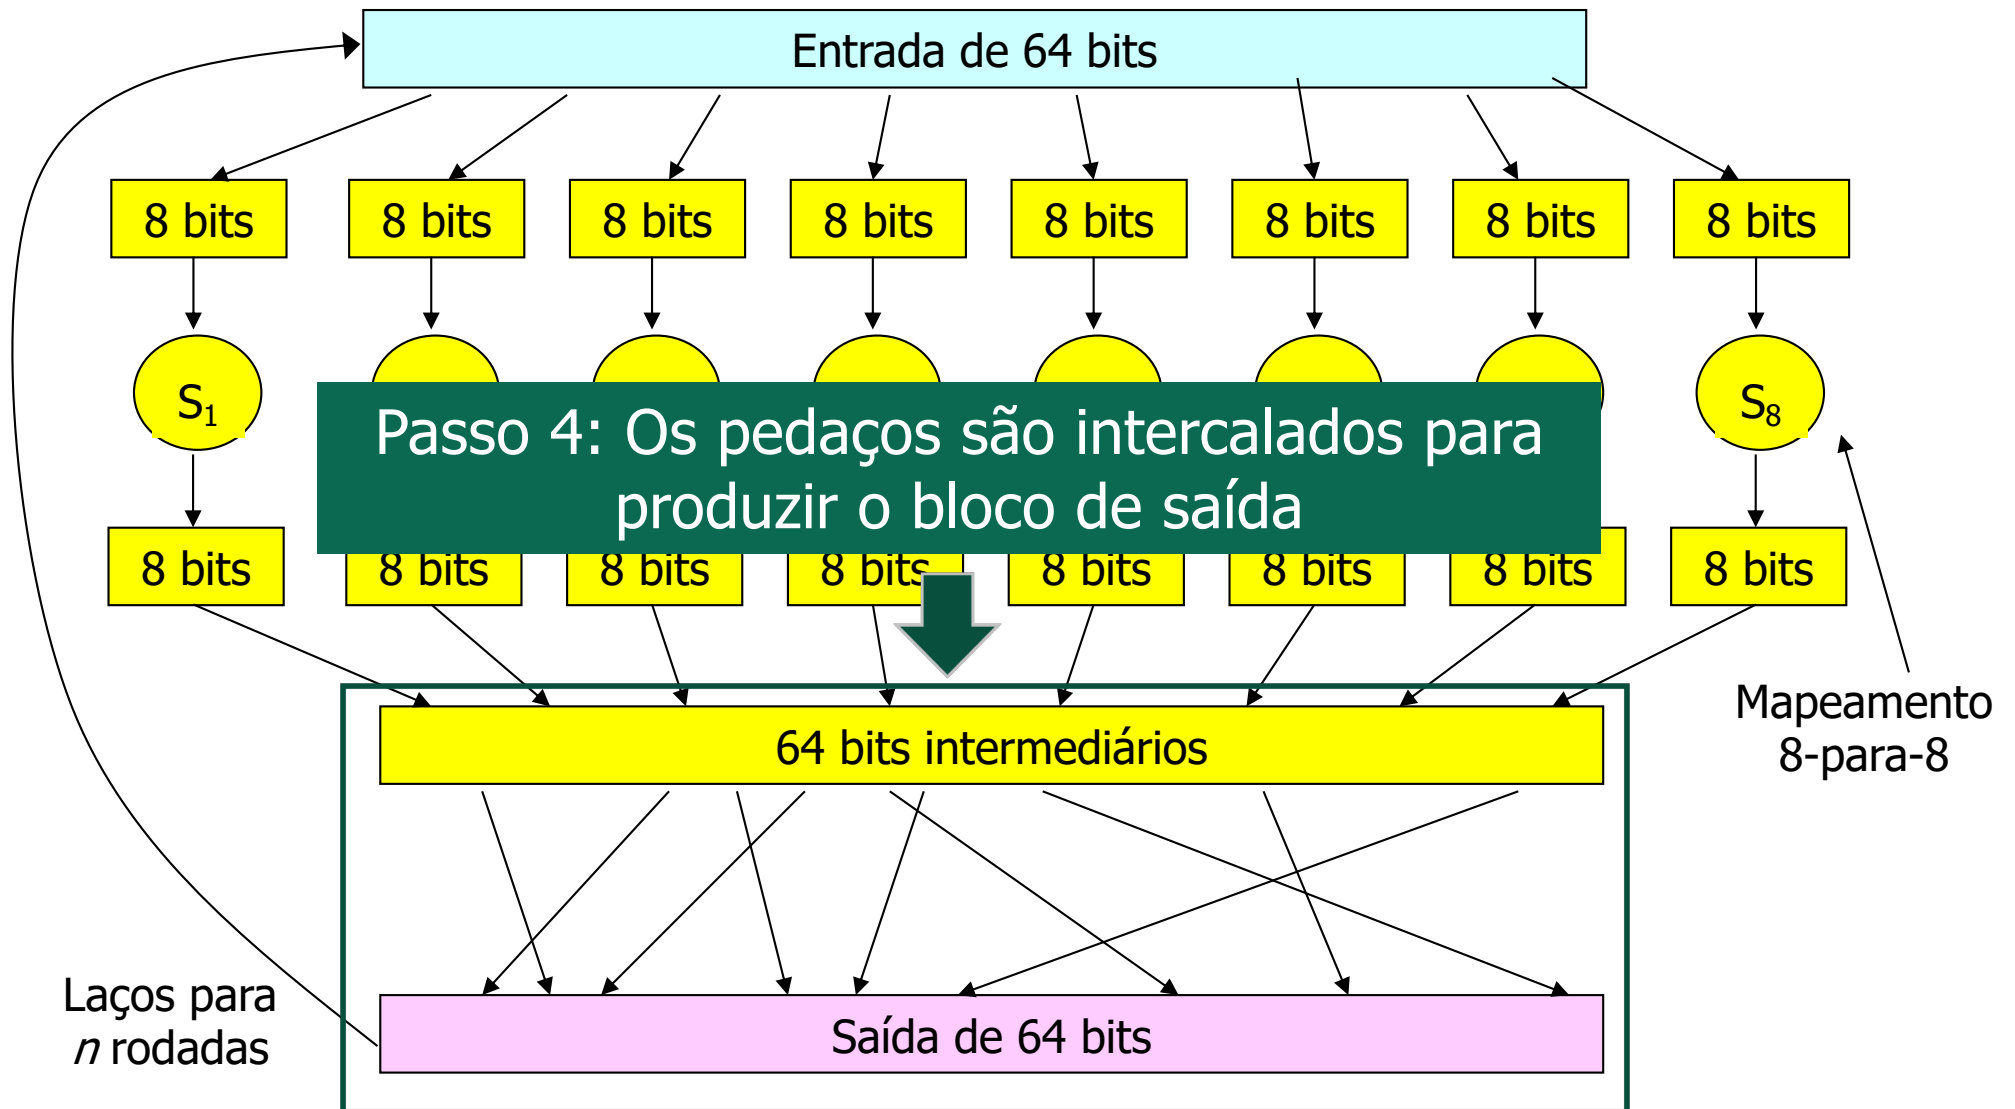 Entrada de 64 bits
8 bits 8 bits 8 bits 8 bits 8 bits 8 bits 8 bits 8 bits
S₁
S₈
Passo 4: Os pedaços são intercalados para
produzir o bloco de saída
8 bits 8 bits 8 bits 8 bits 8 bits 8 bits 8 bits 8 bits
Mapeamento
8-para-8
64 bits intermediários
Laços para
n rodadas
Saída de 64 bits